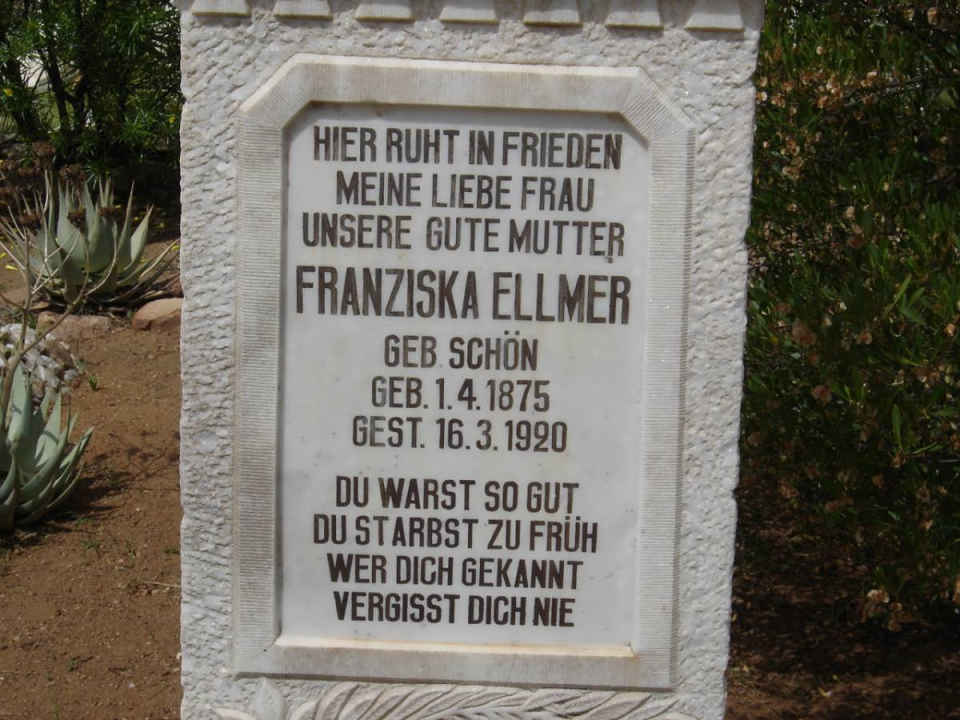 HIER RUHT IN FRIEDEN
MEINE LIEBE FRAU
UNSERE GUTE MUTTER
FRANZISKA ELLMER
GEB. SCHÖN
GEB. 1.4.1875
GEST. 16.3.1920
DU WARST SO GUT
DU STARBST ZU FRÜH
WER DICH GEKANNT
VERGISST DICH NIE